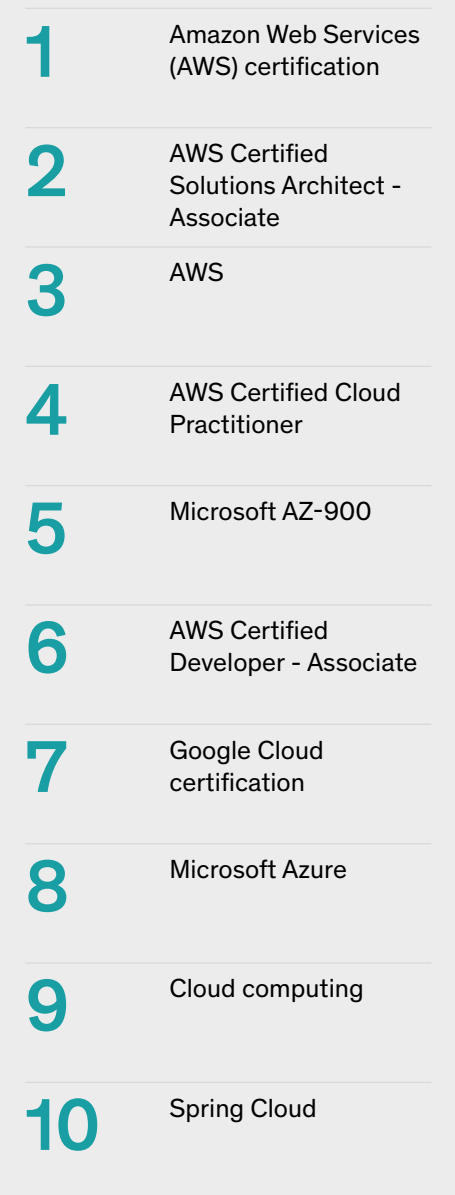 1
Amazon Web Services
(AWS) certification
2
AWS Certified
Solutions Architect -
Associate
3
AWS
4
AWS Certified Cloud
Practitioner
5
Microsoft AZ-900
6
AWS Certified
Developer - Associate
7
Google Cloud
certification
8
Microsoft Azure
9
Cloud computing
10
Spring Cloud